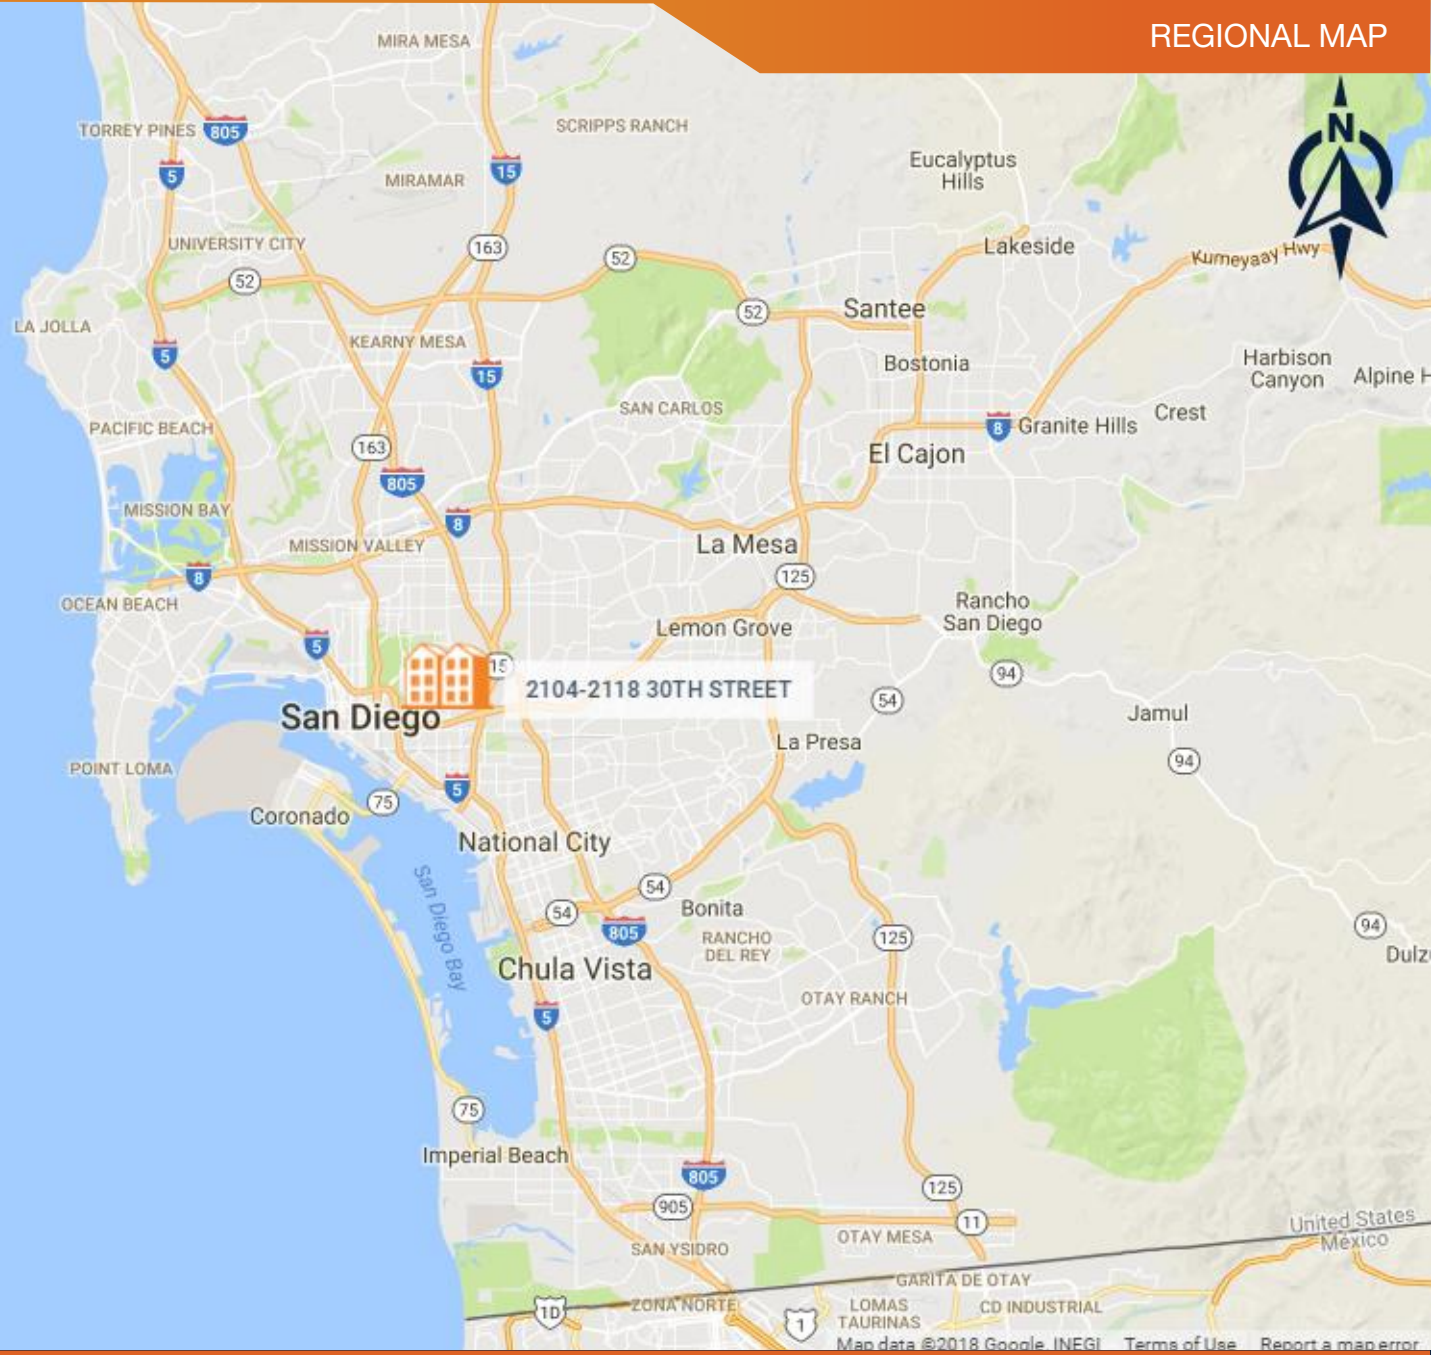 REGIONAL MAP
MIRA MESA
N
TORREY PINES
805
SCRIPPS RANCH
Eucalyptus
Hills
5
15
MIRAMAR
UNIVERSITY CITY
163
Lakeside
Kumeyaay Hwy
52
52
52
Santee
LA JOLLA
KEARNY MESA
5
15
Bostonia
Harbison
Canyon
Alpine H
SAN CARLOS
Crest
PACIFIC BEACH
8
Granite Hills
163
El Cajon
805
MISSION BAY
8
MISSION VALLEY
La Mesa
8
125
OCEAN BEACH
Rancho
San Diego
Lemon Grove
5
15
94
2104-2118 30TH STREET
54
San Diego
Jamul
La Presa
94
POINT LOMA
5
75
Coronado
National City
54
San Diego Bay
54
Bonita
94
805
RANCHO
DEL REY
125
Dulz
Chula Vista
OTAY RANCH
5
75
Imperial Beach
805
125
905
11
United States
México
OTAY MESA
SAN YSIDRO
GARITA DE OTAY
1D
ZONA NORTE
LOMAS
TAURINAS
CD INDUSTRIAL
1
Map data ©2018 Google, INEGI Terms of Use Report a map error